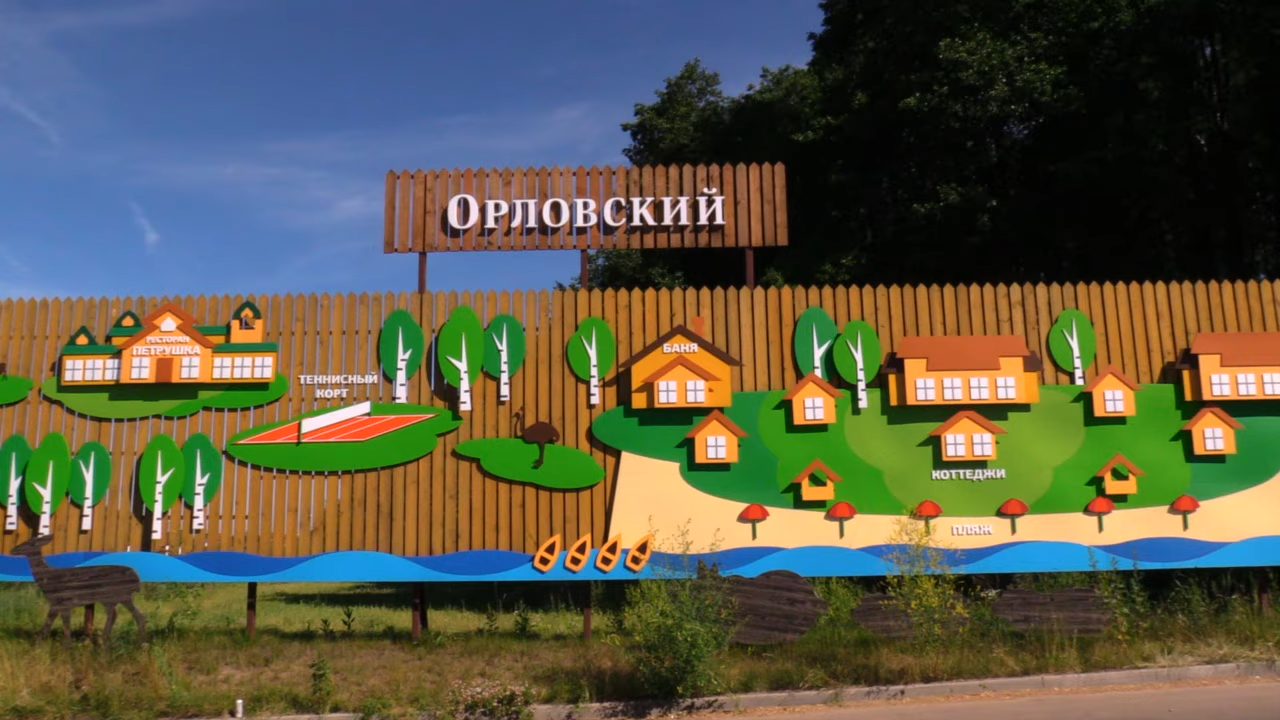 Орловский
РЕСТОРАН
ПЕТРУШКА
ТЕННИСНЫЙ
КОРТ
БАНЯ
КОТТЕДЖИ
ПЛЯЖ